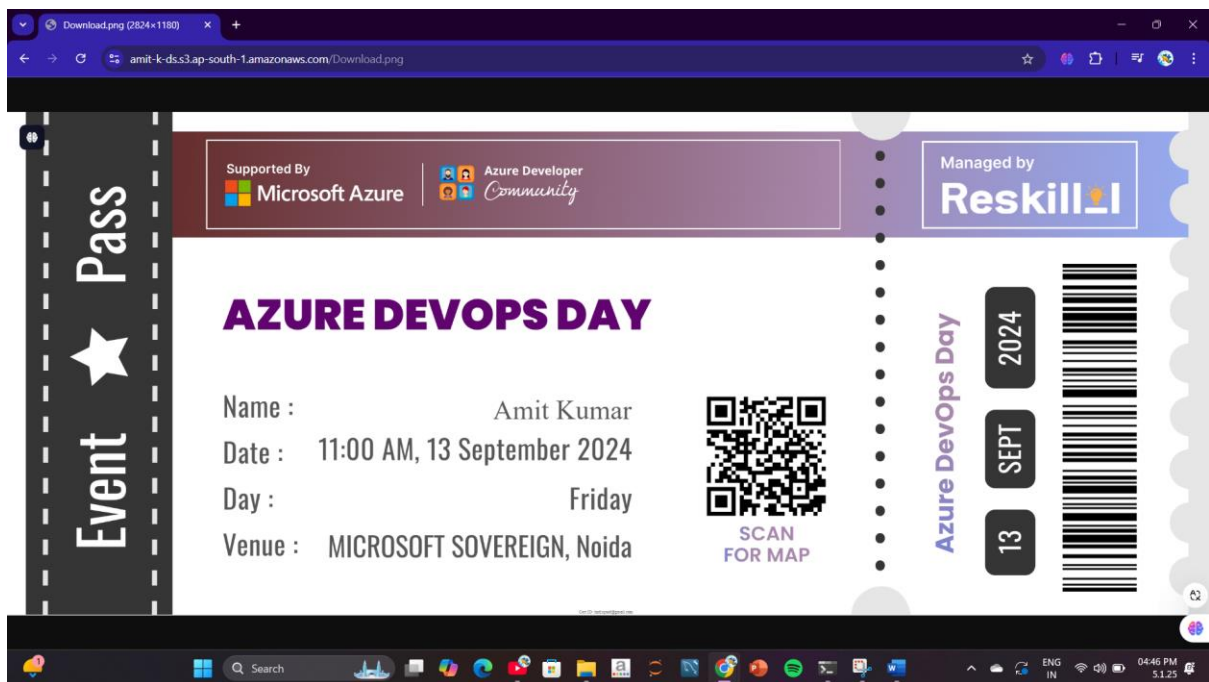 Download.png (2824×1180)
amit-k-ds.s3.ap-south-1.amazonaws.com/Download.png
Event ★ Pass
Supported By
Microsoft Azure
Azure Developer
Community
Managed by
Reskilll
AZURE DEVOPS DAY
Name : Amit Kumar
Date : 11:00 AM, 13 September 2024
Day : Friday
Venue : MICROSOFT SOVEREIGN, Noida
SCAN
FOR MAP
Azure DevOps Day
13 SEPT 2024
Search
ENG
IN
04:46 PM
5.1.25